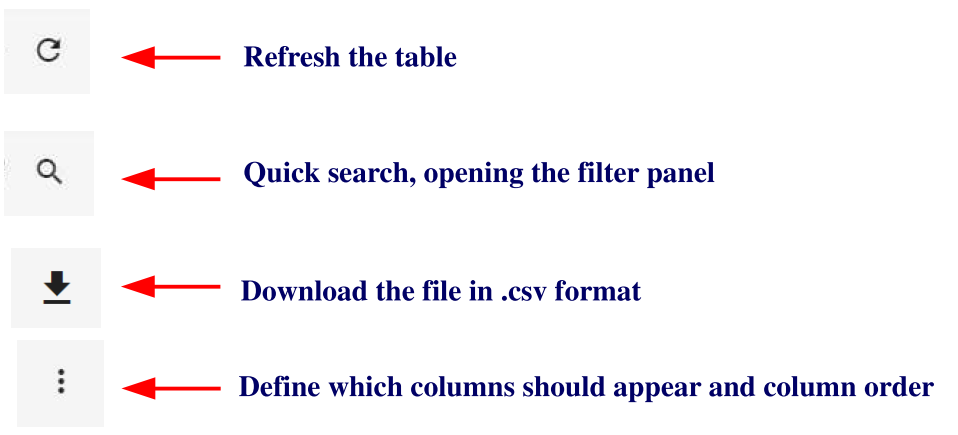 Refresh the table
Quick search, opening the filter panel
Download the file in .csv format
Define which columns should appear and column order